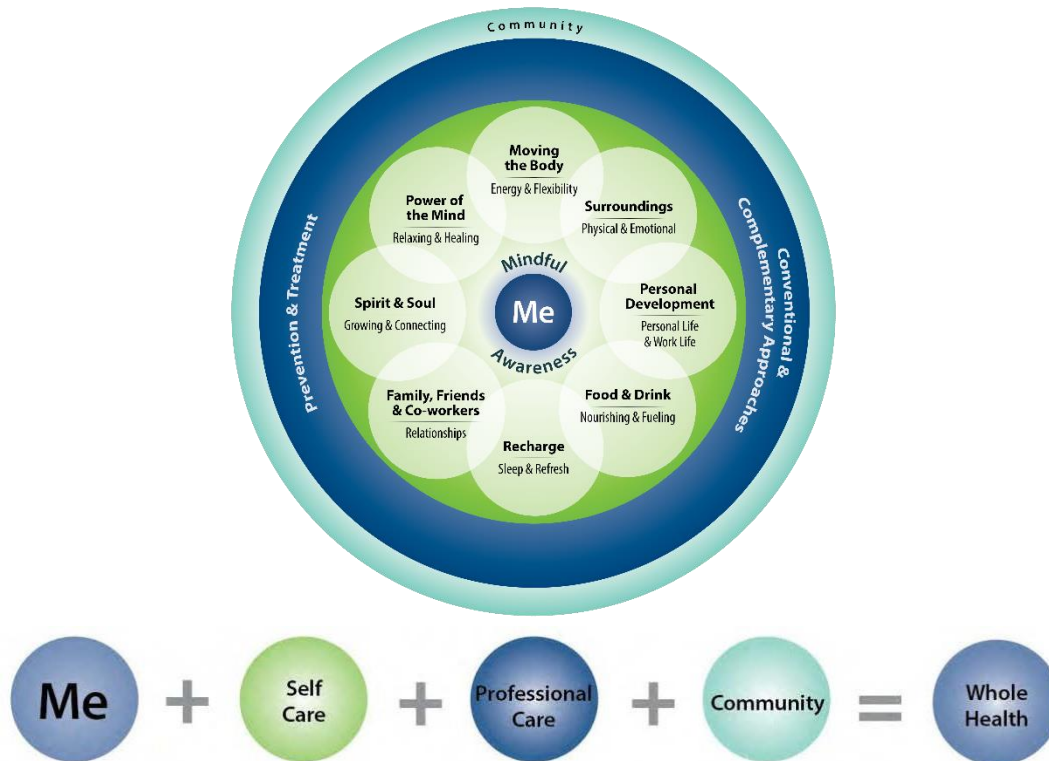 Community
Moving
the Body
Energy & Flexibility
Power of
the Mind
Relaxing & Healing
Surroundings
Physical & Emotional
Mindful
Me
Awareness
Spirit & Soul
Growing & Connecting
Personal
Development
Personal Life
& Work Life
Family, Friends
& Co-workers
Relationships
Food & Drink
Nourishing & Fueling
Recharge
Sleep & Refresh
Prevention & Treatment
Conventional &
Complementary Approaches
Me + Self Care + Professional Care + Community = Whole Health